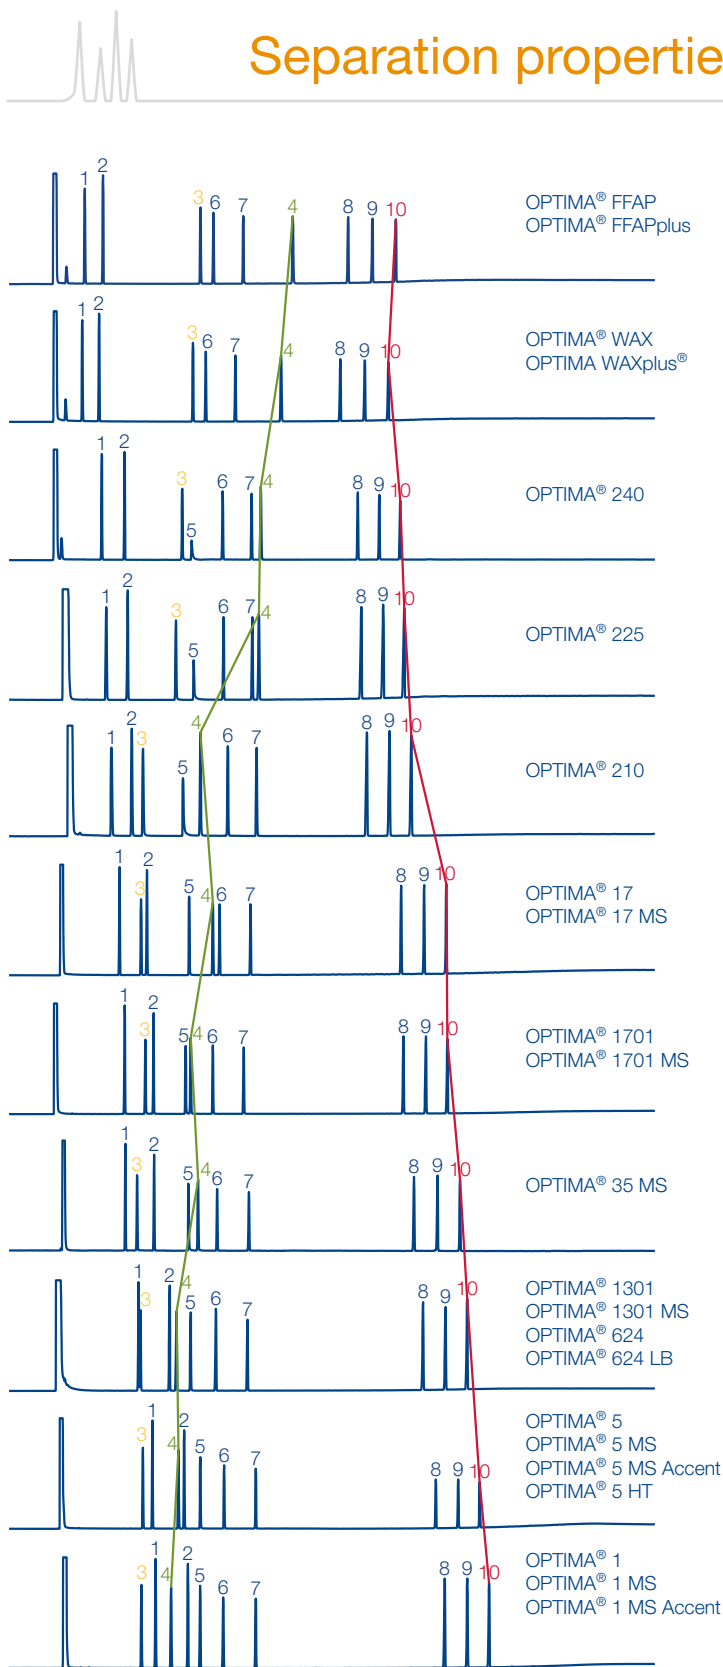 Separation propertie
1 2 3 6 7 4 8 9 10
OPTIMA® FFAP
OPTIMA® FFAPplus
1 2 3 6 7 4 8 9 10
OPTIMA® WAX
OPTIMA WAXplus®
1 2 3 5 6 7 4 8 9 10
OPTIMA® 240
1 2 3 5 6 7 4 8 9 10
OPTIMA® 225
1 2 3 5 4 6 7 8 9 10
OPTIMA® 210
1 3 2 5 4 6 7 8 9 10
OPTIMA® 17
OPTIMA® 17 MS
1 3 2 5 4 6 7 8 9 10
OPTIMA® 1701
OPTIMA® 1701 MS
1 3 2 5 4 6 7 8 9 10
OPTIMA® 35 MS
1 3 2 4 5 6 7 8 9 10
OPTIMA® 1301
OPTIMA® 1301 MS
OPTIMA® 624
OPTIMA® 624 LB
3 1 4 2 5 6 7 8 9 10
OPTIMA® 5
OPTIMA® 5 MS
OPTIMA® 5 MS Accent
OPTIMA® 5 HT
3 1 4 2 5 6 7 8 9 10
OPTIMA® 1
OPTIMA® 1 MS
OPTIMA® 1 MS Accent